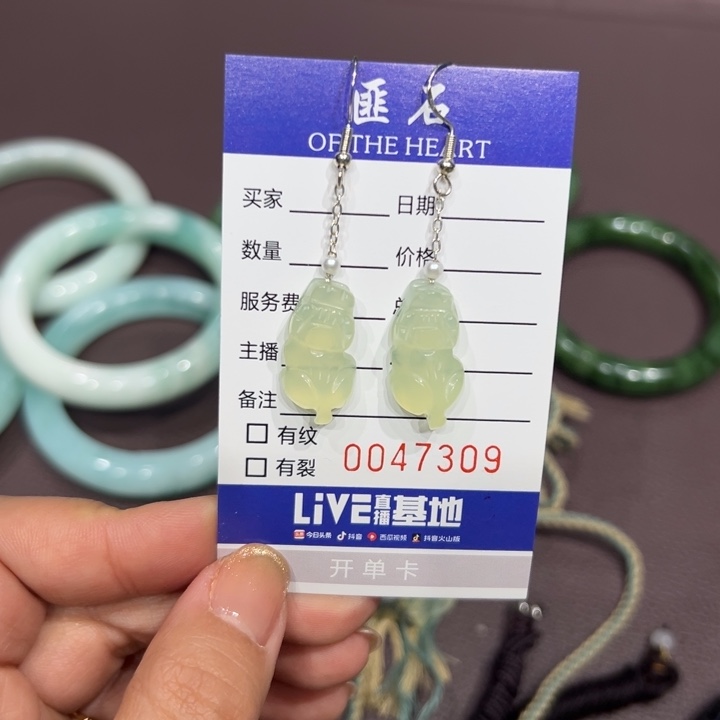 匪石
OF THE HEART
买家 日期
数量 价格
服务费
主播
备注
有纹
有裂 0047309
LiVE直播基地
今日头条 抖音 西瓜视频 抖音火山版
开单卡